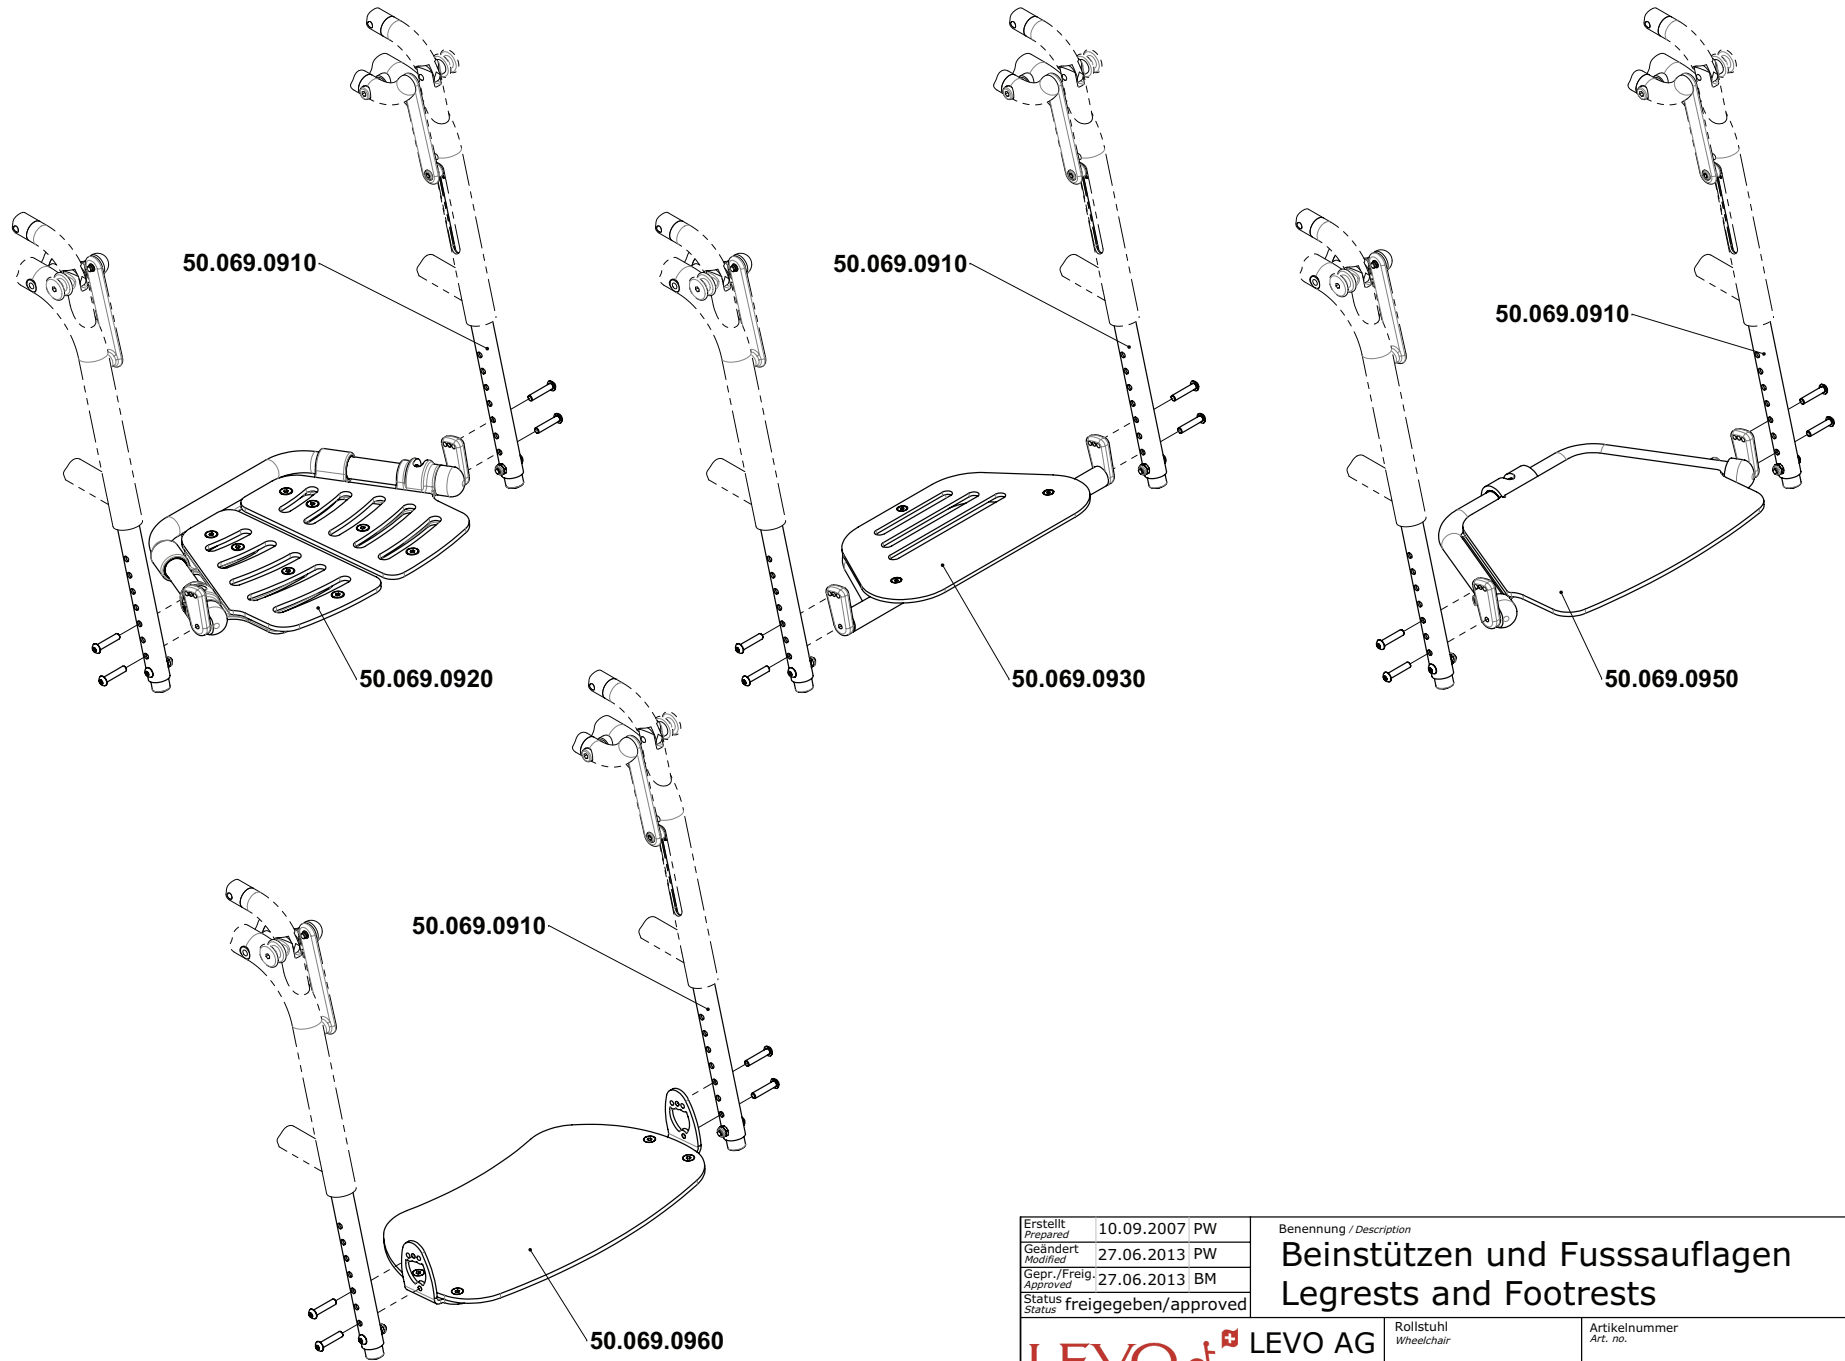 50.069.0910
50.069.0910
50.069.0910
50.069.0920
50.069.0930
50.069.0950
50.069.0910
50.069.0960
Erstellt
Prepared
10.09.2007 PW
Geändert
Modified
27.06.2013 PW
Gepr./Freig.
Approved
27.06.2013 BM
Status
Status
freigegeben/approved
Benennung / Description
Beinstützen und Fusssauflagen
Legrests and Footrests
LEVO
LEVO AG
Rollstuhl
Wheelchair
Artikelnummer
Art. no.